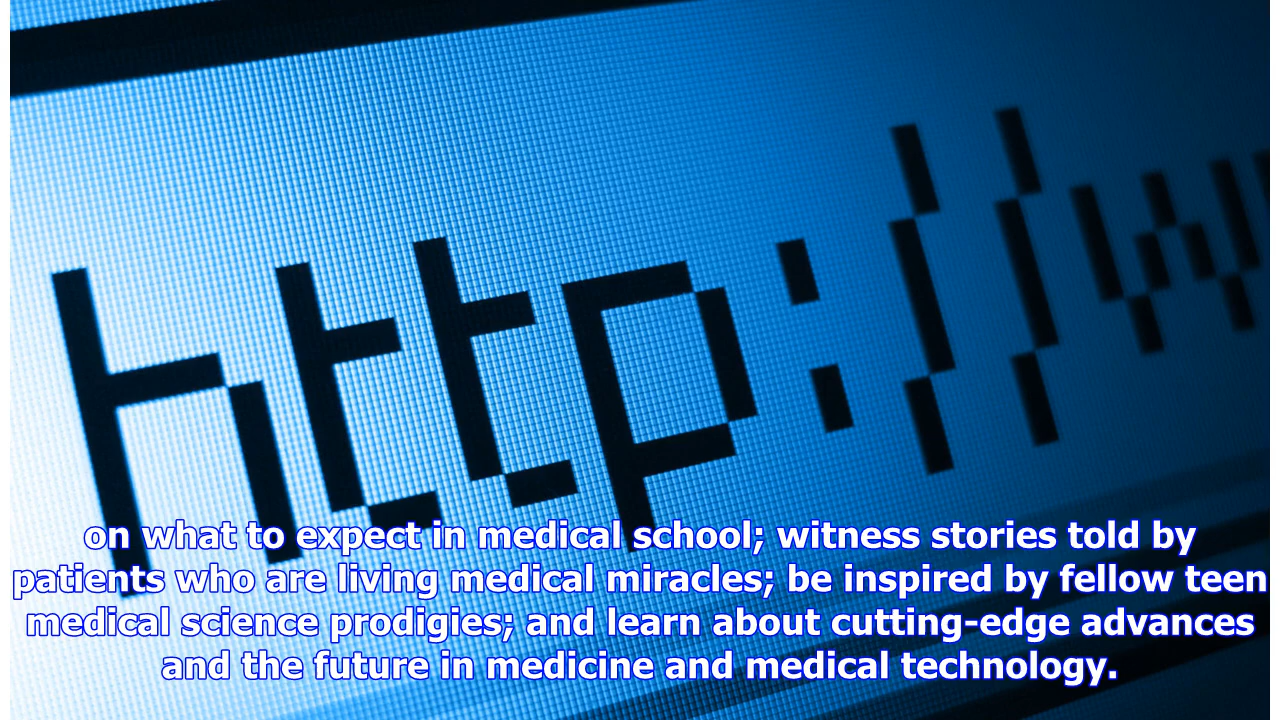 http://w
on what to expect in medical school; witness stories told by
patients who are living medical miracles; be inspired by fellow teen
medical science prodigies; and learn about cutting-edge advances
and the future in medicine and medical technology.